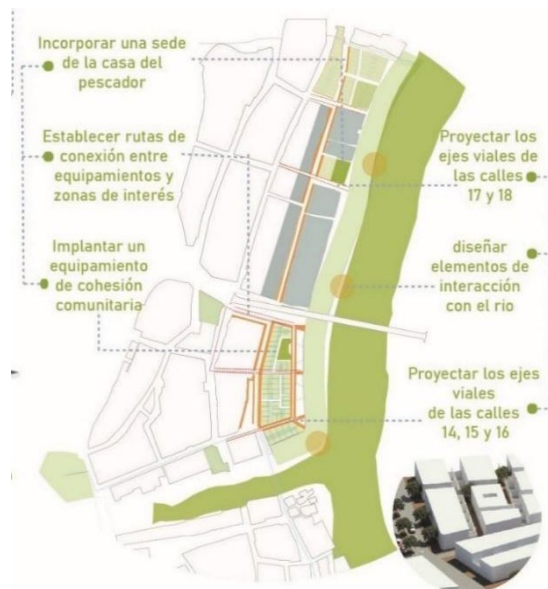 Incorporar una sede
de la casa del
pescador
Establecer rutas de
conexión entre
equipamientos y
zonas de interés
Implantar un
equipamiento
de cohesión
comunitaria
Proyectar los
ejes viales de
las calles
17 y 18
diseñar
elementos de
interacción
con el rio
Proyectar los ejes
viales
de las calles
14, 15 y 16